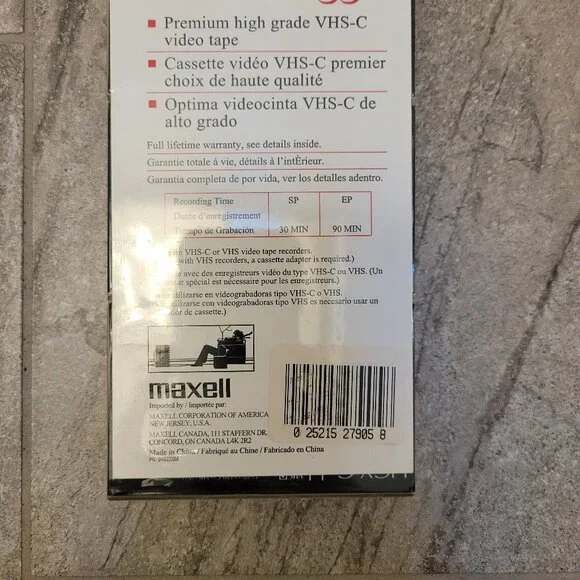 ▪ Premium high grade VHS-C
video tape
▪ Cassette vidéo VHS-C premier
choix de haute qualité
▪ Optima videocinta VHS-C de
alto grado
Full lifetime warranty, see details inside.
Garantie totale à vie, détails à l'intÈrieur.
Garantía completa de por vida, ver los detalles adentro.
Recording Time SP EP
Durée d'enregistrement
Tiempo de Grabación 30 MIN 90 MIN
VHS-C or VHS video tape recorders.
with VHS recorders, a cassette adapter is required.)
avec des enregistreurs vidéo du type VHS-C ou VHS. (Un
spécial est nécessaire pour les enregistreurs.)
utilizarse en videograbadoras tipo VHS-C o VHS.
utilizarse con videograbadoras tipo VHS es necesario usar un
de cassette.)
maxell
Imported by / Importée par:
MAXELL CORPORATION OF AMERICA
NEW JERSEY, U.S.A.
MAXELL CANADA, 111 STAFFERN DR.
CONCORD, ON CANADA L4K 2R2
Made in China / Fabriqué au Chine / Fabricado en China
0 25215 27905 8